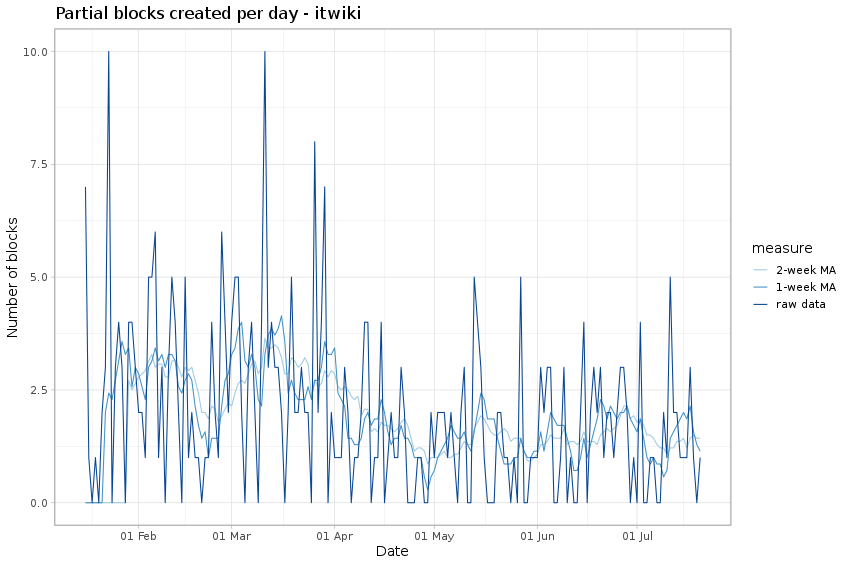 Partial blocks created per day - itwiki
Number of blocks
10.0
7.5
5.0
2.5
0.0
01 Feb
01 Mar
01 Apr
01 May
01 Jun
01 Jul
Date
measure
2-week MA
1-week MA
raw data